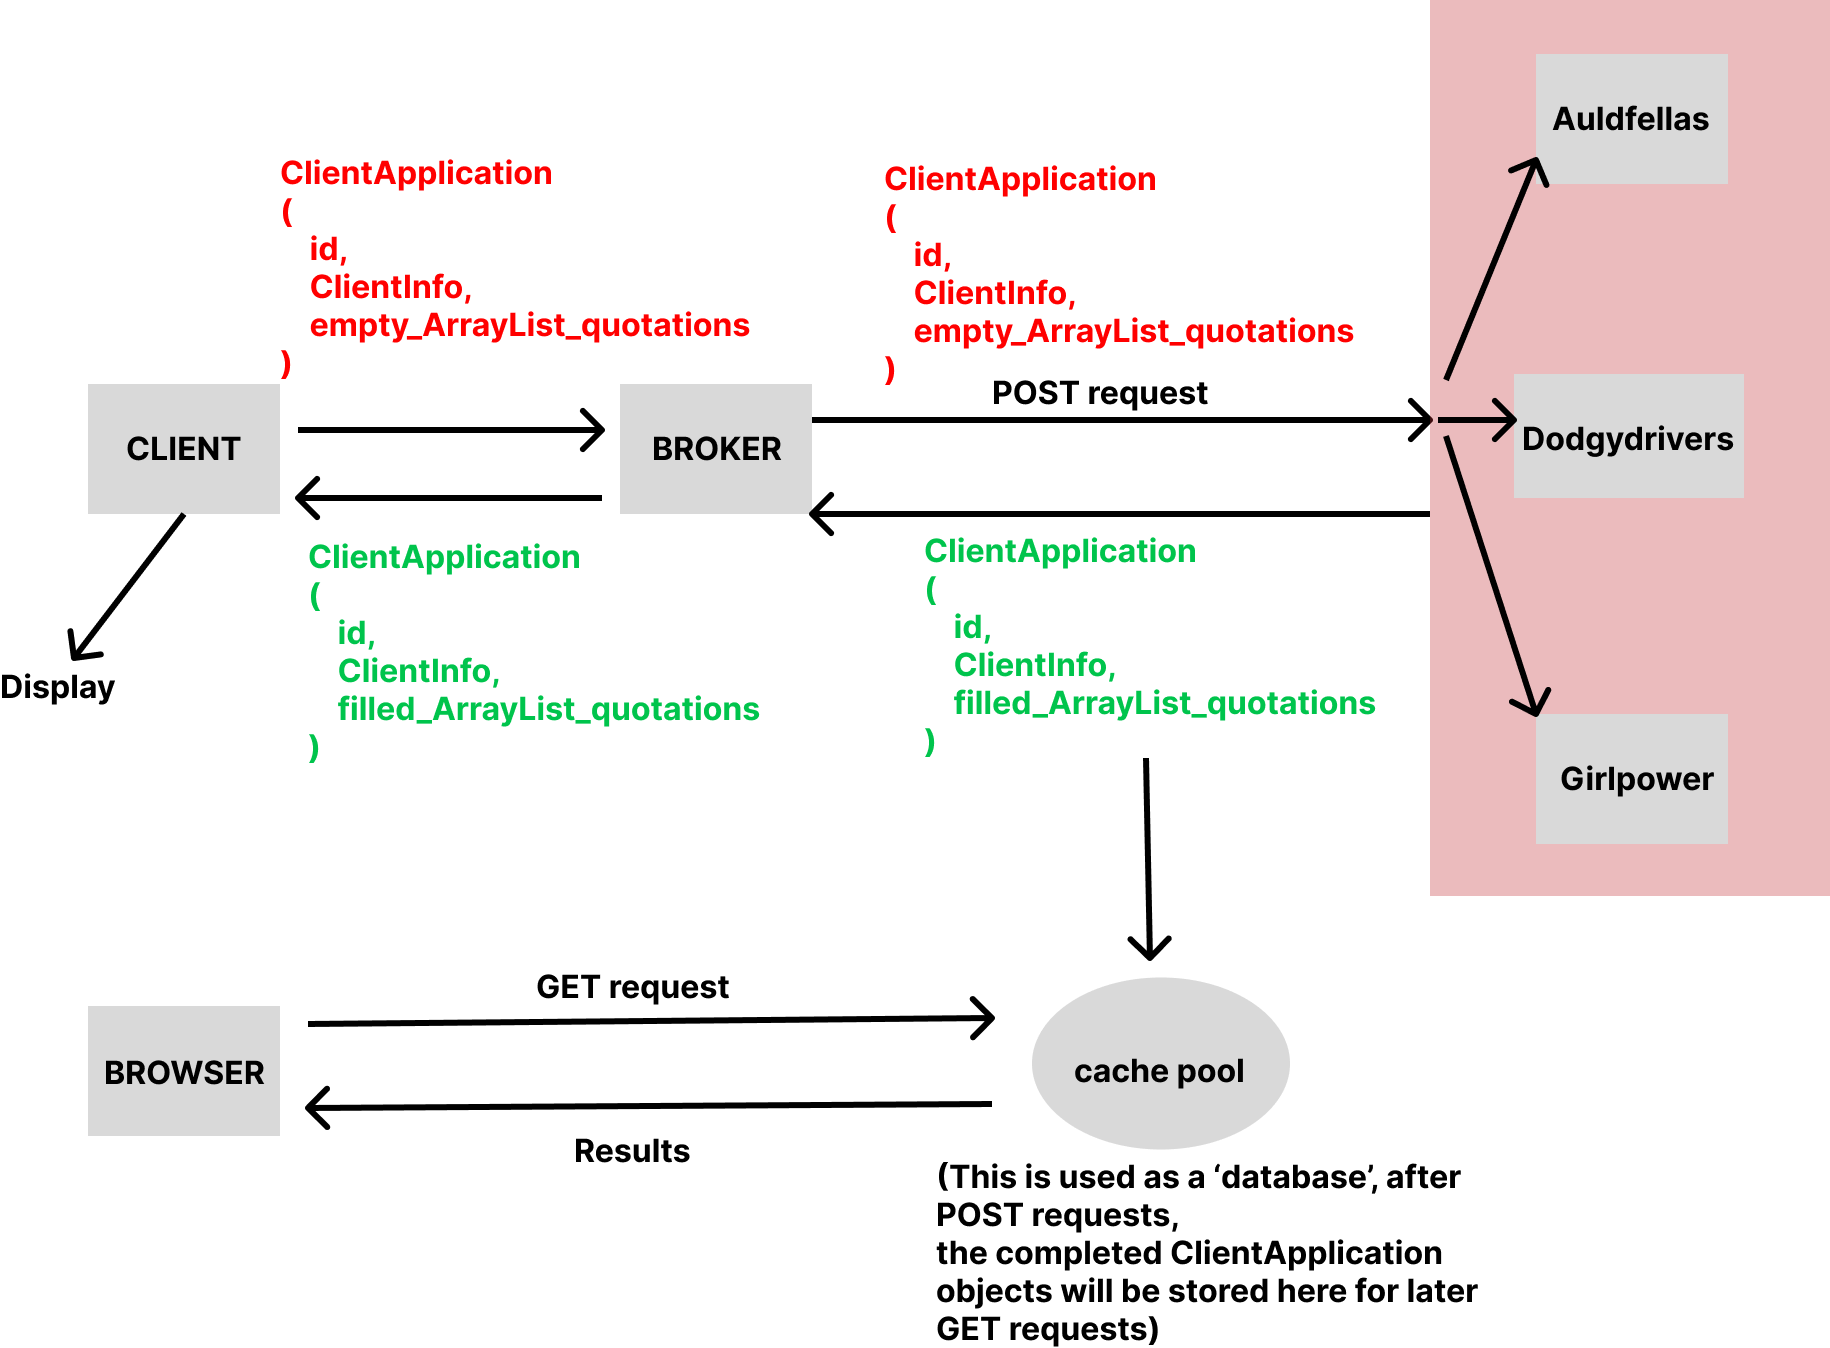 Auldfellas
ClientApplication
(
id,
ClientInfo,
empty_ArrayList_quotations
)
ClientApplication
(
id,
ClientInfo,
empty_ArrayList_quotations
)
POST request
CLIENT
BROKER
Dodgydrivers
ClientApplication
(
id,
ClientInfo,
filled_ArrayList_quotations
)
ClientApplication
(
id,
ClientInfo,
filled_ArrayList_quotations
)
Display
Girlpower
GET request
BROWSER
cache pool
Results
(This is used as a ‘database’, after
POST requests,
the completed ClientApplication
objects will be stored here for later
GET requests)